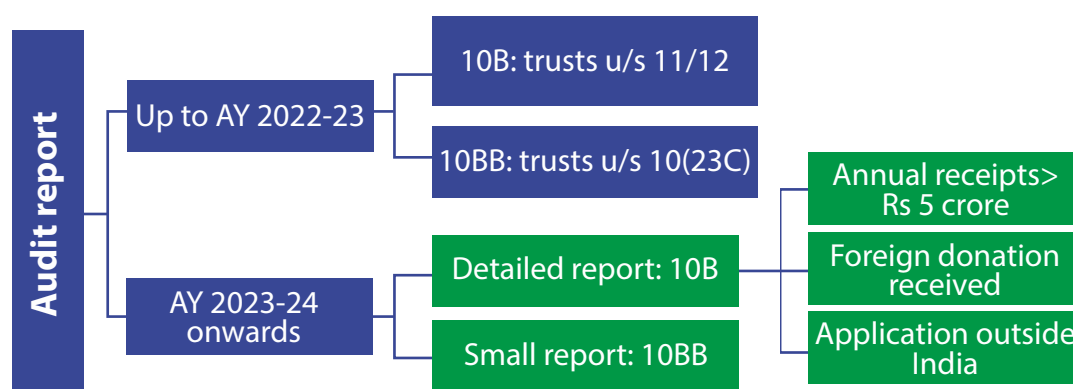 Audit report
Up to AY 2022-23
10B: trusts u/s 11/12
10BB: trusts u/s 10(23C)
AY 2023-24
onwards
Detailed report: 10B
Small report: 10BB
Annual receipts>
Rs 5 crore
Foreign donation
received
Application outside
India